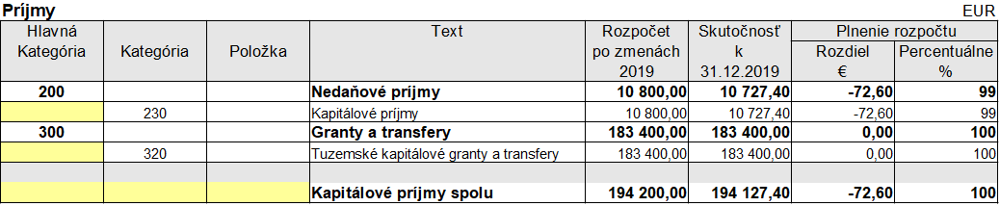 Príjmy EUR
Hlavná Kategória Kategória Položka Text Rozpočet po zmenách 2019 Skutočnosť k 31.12.2019 Plnenie rozpočtu
Rozdiel € Percentuálne %
200 Nedaňové príjmy 10 800,00 10 727,40 -72,60 99
230 Kapitálové príjmy 10 800,00 10 727,40 -72,60 99
300 Granty a transfery 183 400,00 183 400,00 0,00 100
320 Tuzemské kapitálové granty a transfery 183 400,00 183 400,00 0,00 100
Kapitálové príjmy spolu 194 200,00 194 127,40 -72,60 100